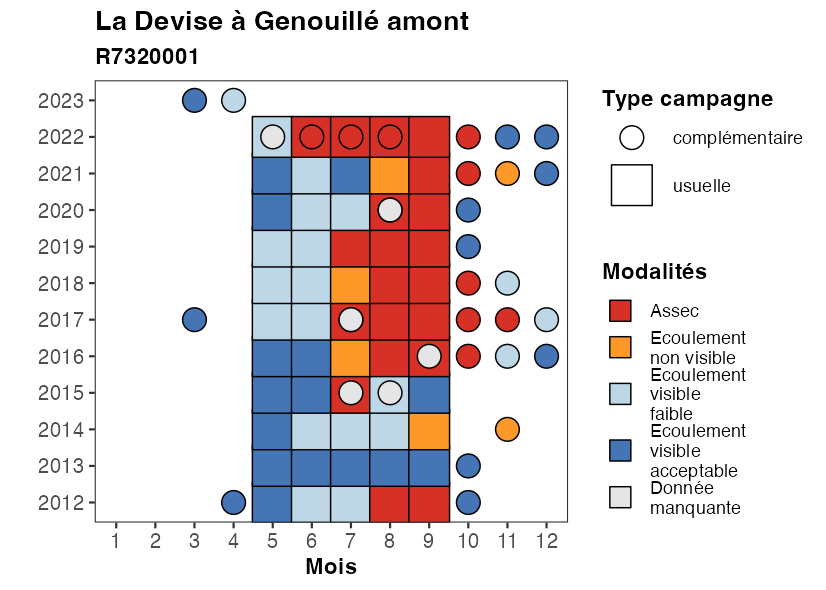 La Devise à Genouillé amont
R7320001
2023
2022
2021
2020
2019
2018
2017
2016
2015
2014
2013
2012
1 2 3 4 5 6 7 8 9 10 11 12
Mois
Type campagne
complémentaire
usuelle
Modalités
Assec
Ecoulement
non visible
Ecoulement
visible
faible
Ecoulement
visible
acceptable
Donnée
manquante